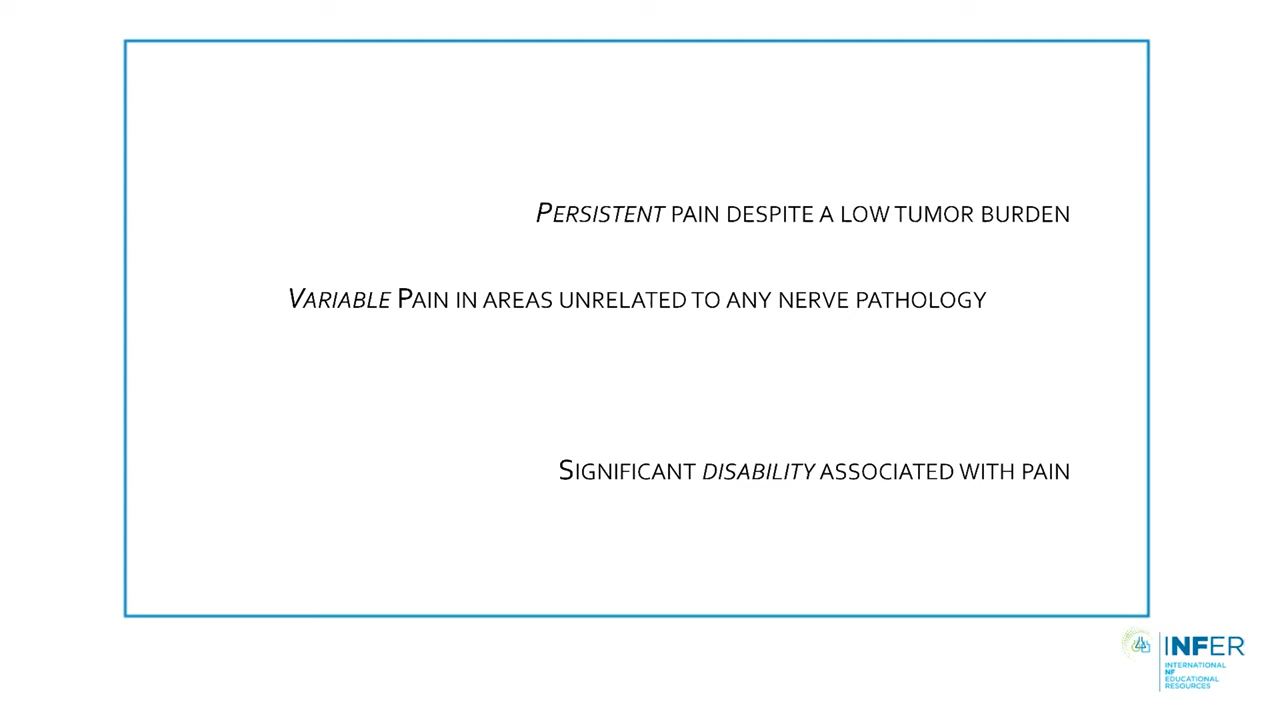 PERSISTENT PAIN DESPITE A LOW TUMOR BURDEN
VARIABLE PAIN IN AREAS UNRELATED TO ANY NERVE PATHOLOGY
SIGNIFICANT DISABILITY ASSOCIATED WITH PAIN
INFER
INTERNATIONAL
NF
EDUCATIONAL
RESOURCES